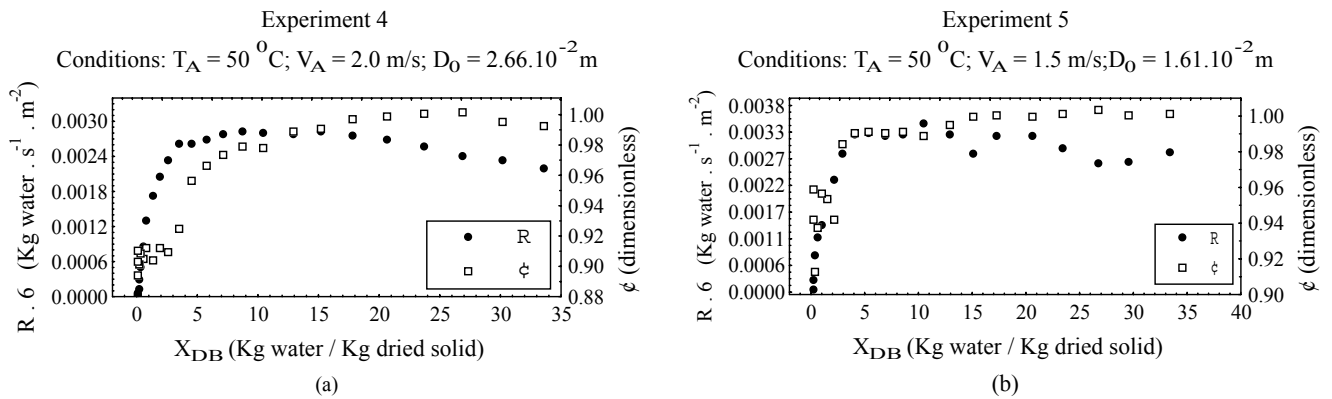 Experiment 4
Conditions: T_A = 50 °C; V_A = 2.0 m/s; D_0 = 2.66.10^-2 m
R . 6 (Kg water . s^-1 . m^-2)
0.0030
0.0024
0.0018
0.0012
0.0006
0.0000
1.00
0.98
0.96
0.94
0.92
0.90
0.88
¢ (dimensionless)
R
¢
0 5 10 15 20 25 30 35
X_DB (Kg water / Kg dried solid)
(a)
Experiment 5
Conditions: T_A = 50 °C; V_A = 1.5 m/s;D_0 = 1.61.10^-2 m
R . 6 (Kg water . s^-1 . m^-2)
0.0038
0.0033
0.0027
0.0022
0.0016
0.0011
0.0006
0.0000
1.00
0.98
0.96
0.94
0.92
0.90
¢ (dimensionless)
R
¢
0 5 10 15 20 25 30 35 40
X_DB (Kg water / Kg dried solid)
(b)